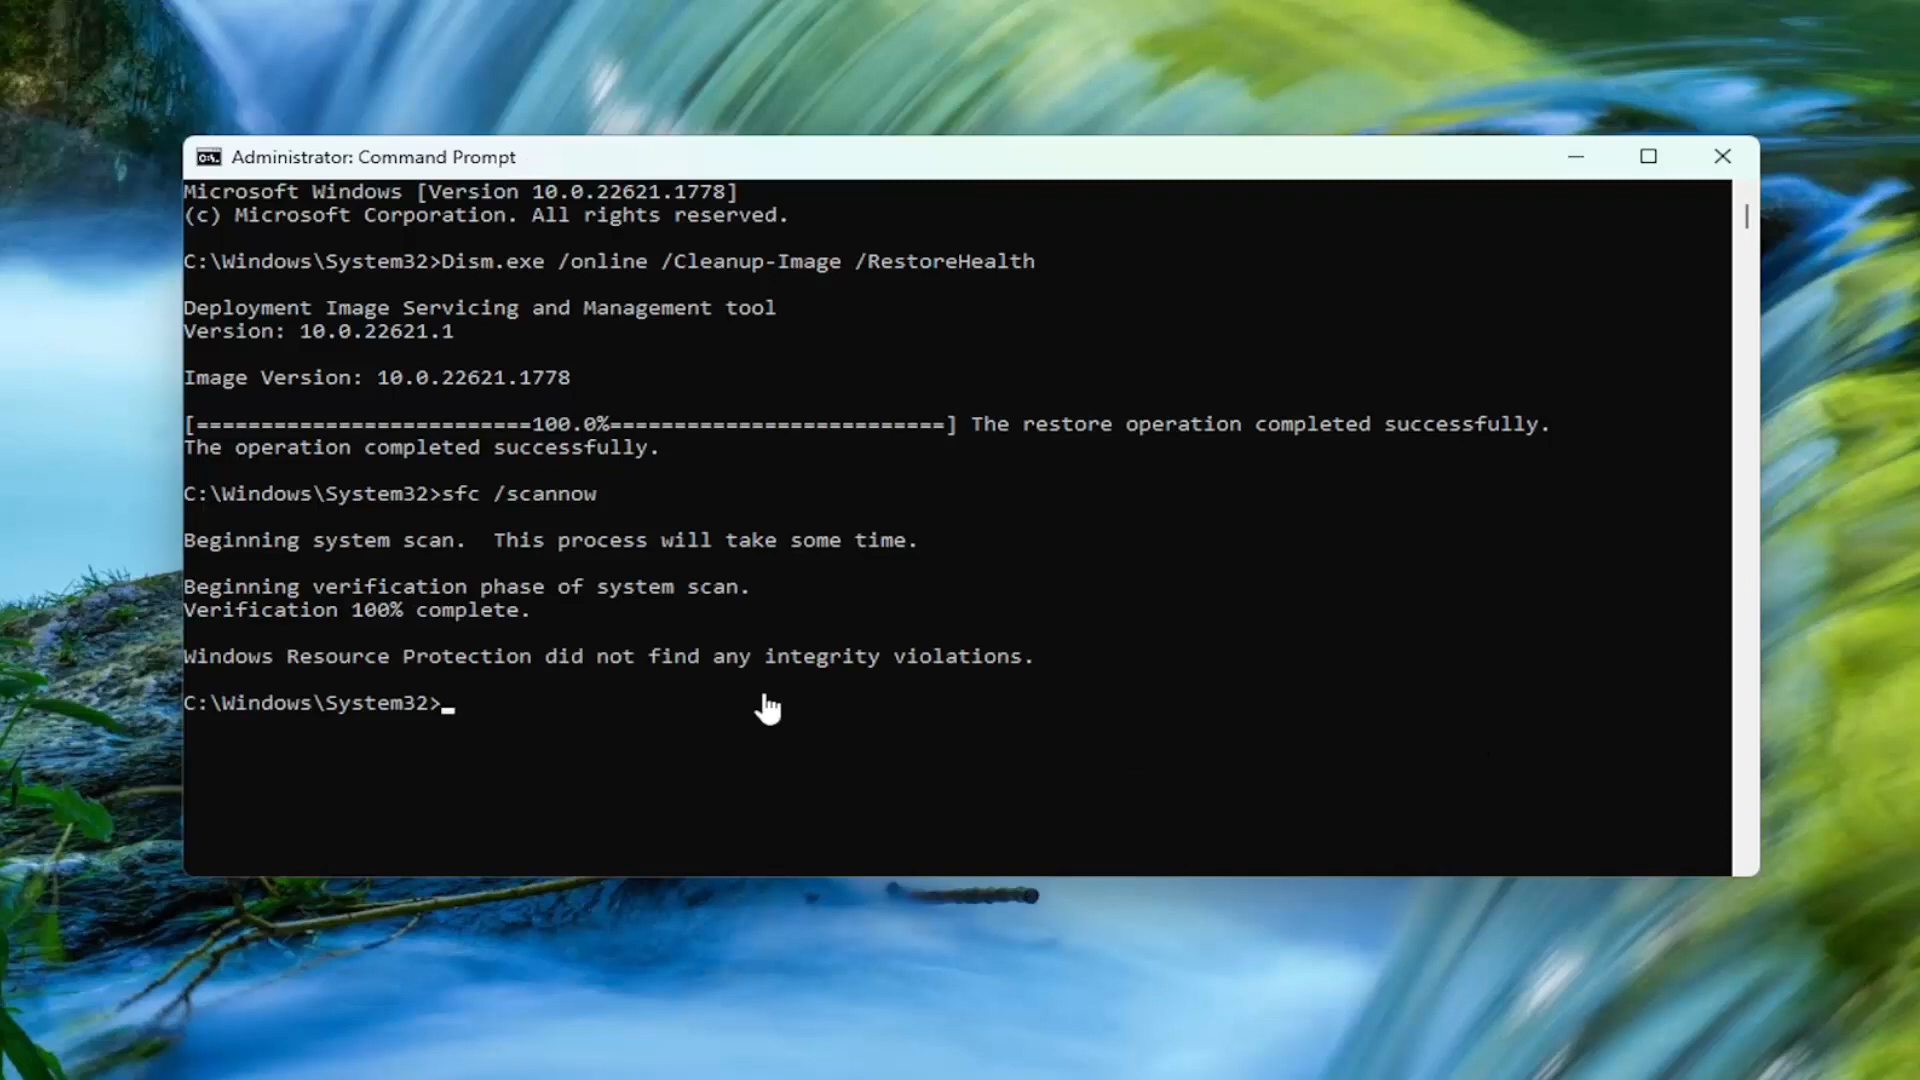 Administrator: Command Prompt
Microsoft Windows [Version 10.0.22621.1778]
(c) Microsoft Corporation. All rights reserved.
C:\Windows\System32>Dism.exe /online /Cleanup-Image /RestoreHealth
Deployment Image Servicing and Management tool
Version: 10.0.22621.1
Image Version: 10.0.22621.1778
[==========================100.0%==========================] The restore operation completed successfully.
The operation completed successfully.
C:\Windows\System32>sfc /scannow
Beginning system scan.  This process will take some time.
Beginning verification phase of system scan.
Verification 100% complete.
Windows Resource Protection did not find any integrity violations.
C:\Windows\System32>